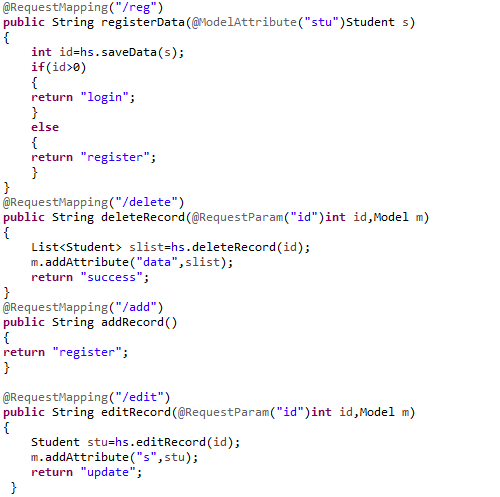 @RequestMapping("/reg")
public String registerData(@ModelAttribute("stu")Student s)
{
    int id=hs.saveData(s);
    if(id>0)
    {
    return "login";
    }
    else
    {
    return "register";
    }
}
@RequestMapping("/delete")
public String deleteRecord(@RequestParam("id")int id,Model m)
{
    List<Student> slist=hs.deleteRecord(id);
    m.addAttribute("data",slist);
    return "success";
}
@RequestMapping("/add")
public String addRecord()
{
return "register";
}

@RequestMapping("/edit")
public String editRecord(@RequestParam("id")int id,Model m)
{
    Student stu=hs.editRecord(id);
    m.addAttribute("s",stu);
    return "update";
 }